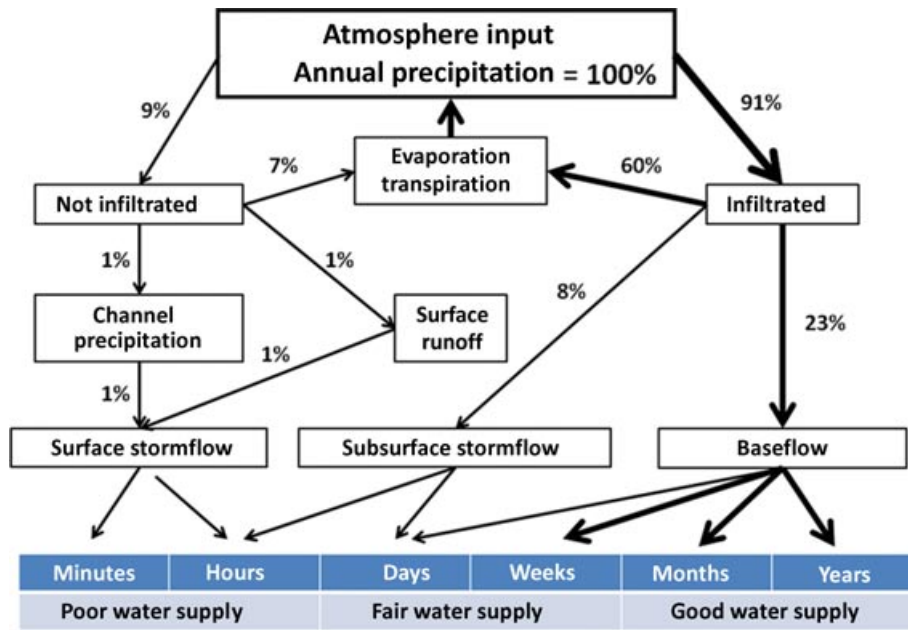 Atmosphere input
Annual precipitation = 100%
9%
91%
Evaporation
transpiration
7%
60%
Not infiltrated
Infiltrated
1%
1%
8%
Channel
precipitation
Surface
runoff
23%
1%
1%
Surface stormflow
Subsurface stormflow
Baseflow
Minutes Hours Days Weeks Months Years
Poor water supply Fair water supply Good water supply